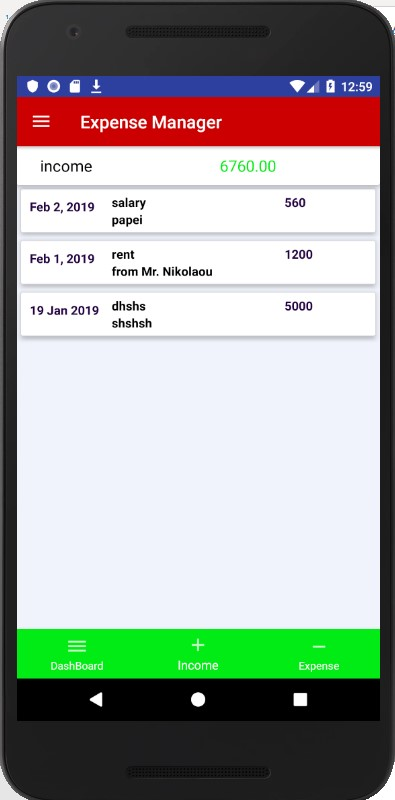 12:59
Expense Manager
income 6760.00
Feb 2, 2019 salary 560
papei
Feb 1, 2019 rent 1200
from Mr. Nikolaou
19 Jan 2019 dhshs 5000
shshsh
DashBoard Income Expense